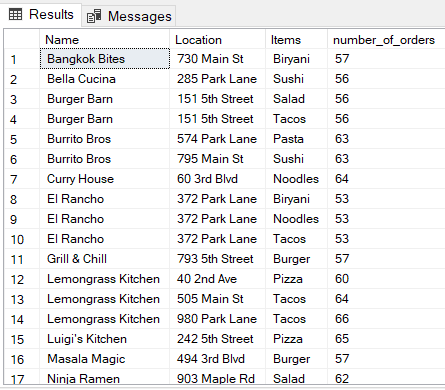 Results Messages
Name Location Items number_of_orders
1 Bangkok Bites 730 Main St Biryani 57
2 Bella Cucina 285 Park Lane Sushi 56
3 Burger Barn 151 5th Street Salad 56
4 Burger Barn 151 5th Street Tacos 56
5 Burrito Bros 574 Park Lane Pasta 63
6 Burrito Bros 795 Main St Sushi 63
7 Curry House 60 3rd Blvd Noodles 64
8 El Rancho 372 Park Lane Biryani 53
9 El Rancho 372 Park Lane Noodles 53
10 El Rancho 372 Park Lane Tacos 53
11 Grill & Chill 793 5th Street Burger 57
12 Lemongrass Kitchen 40 2nd Ave Pizza 60
13 Lemongrass Kitchen 505 Main St Tacos 64
14 Lemongrass Kitchen 980 Park Lane Tacos 66
15 Luigi's Kitchen 242 5th Street Pizza 65
16 Masala Magic 494 3rd Blvd Burger 57
17 Ninja Ramen 903 Maple Rd Salad 62